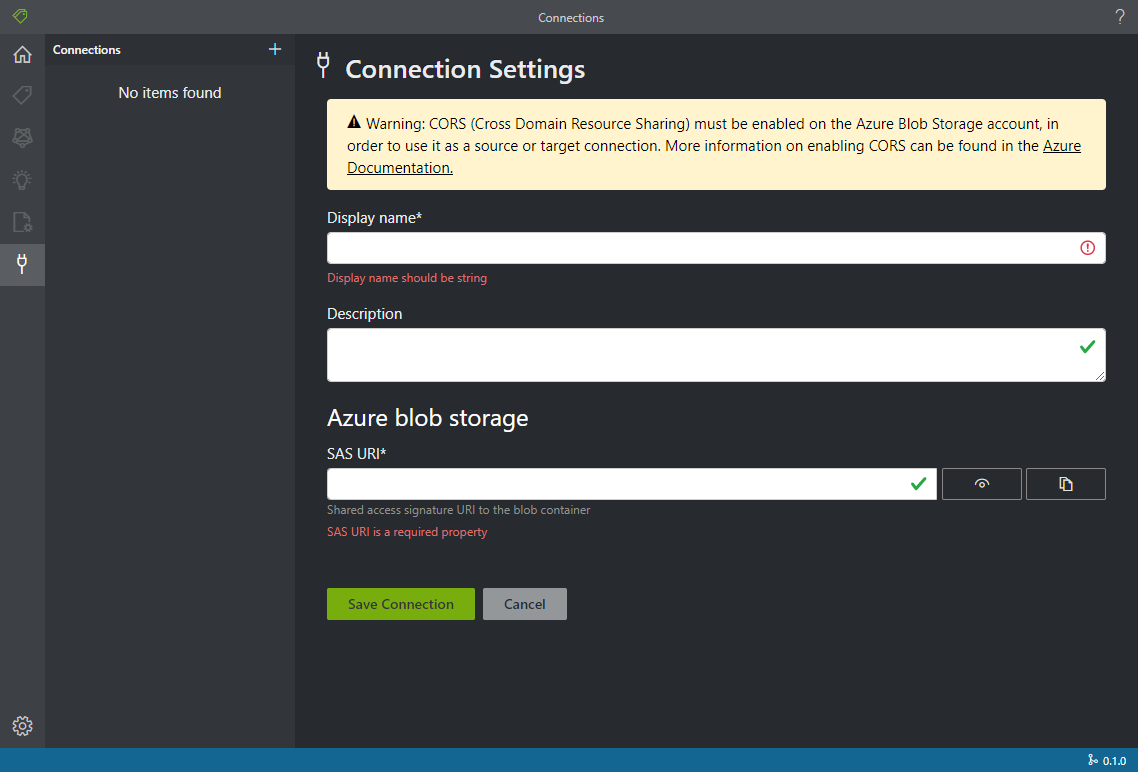 Connections
?
Connections +
No items found
Connection Settings
Warning: CORS (Cross Domain Resource Sharing) must be enabled on the Azure Blob Storage account, in
order to use it as a source or target connection. More information on enabling CORS can be found in the Azure
Documentation.
Display name*
Display name should be string
Description
Azure blob storage
SAS URI*
Shared access signature URI to the blob container
SAS URI is a required property
Save Connection
Cancel
0.1.0